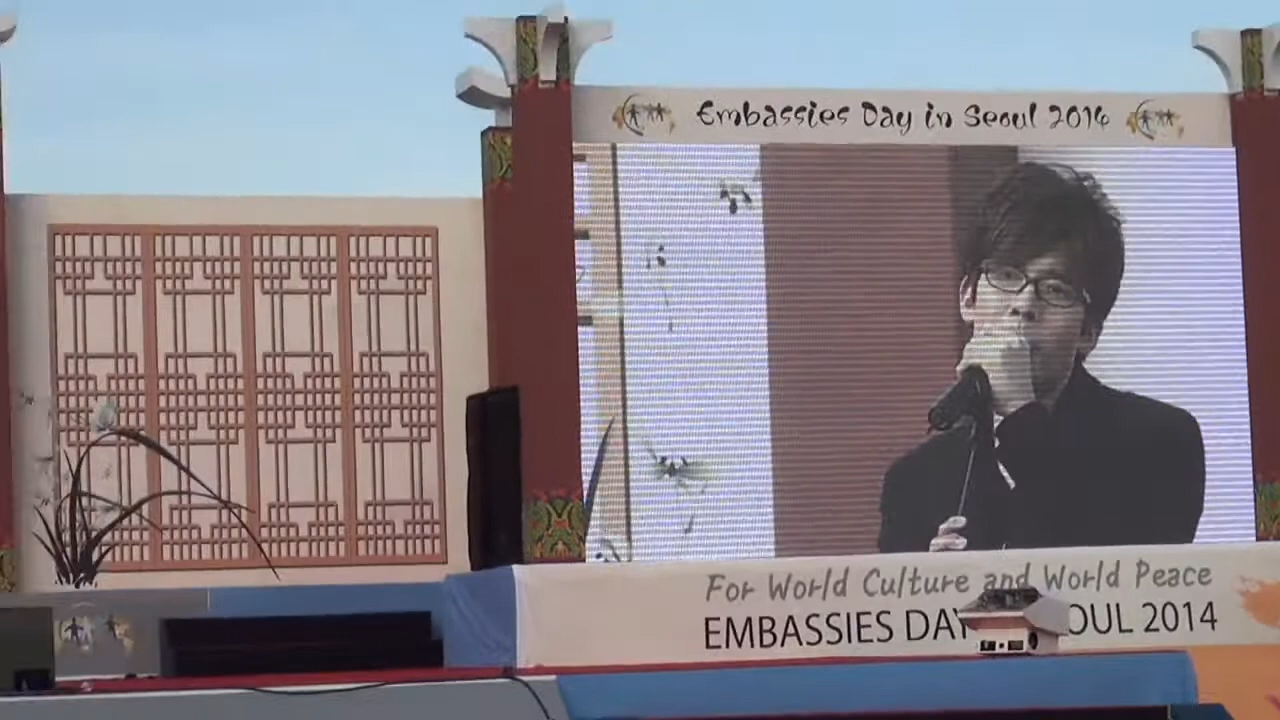 Embassies Day in Seoul 2014
For World Culture and World Peace
EMBASSIES DAY OUL 2014